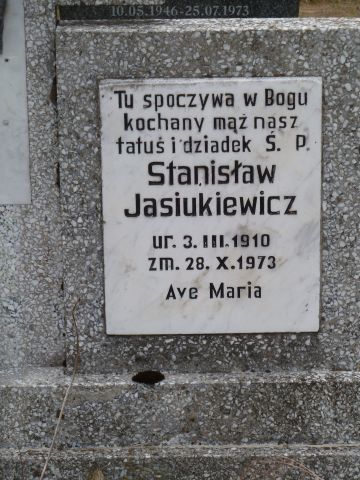 10.05.1946-25.07.1973
Tu spoczywa w Bogu
kochany mąż nasz
tatuś i dziadek Ś. P.
Stanisław
Jasiukiewicz
ur. 3. III. 1910
zm. 28. X. 1973
Ave Maria